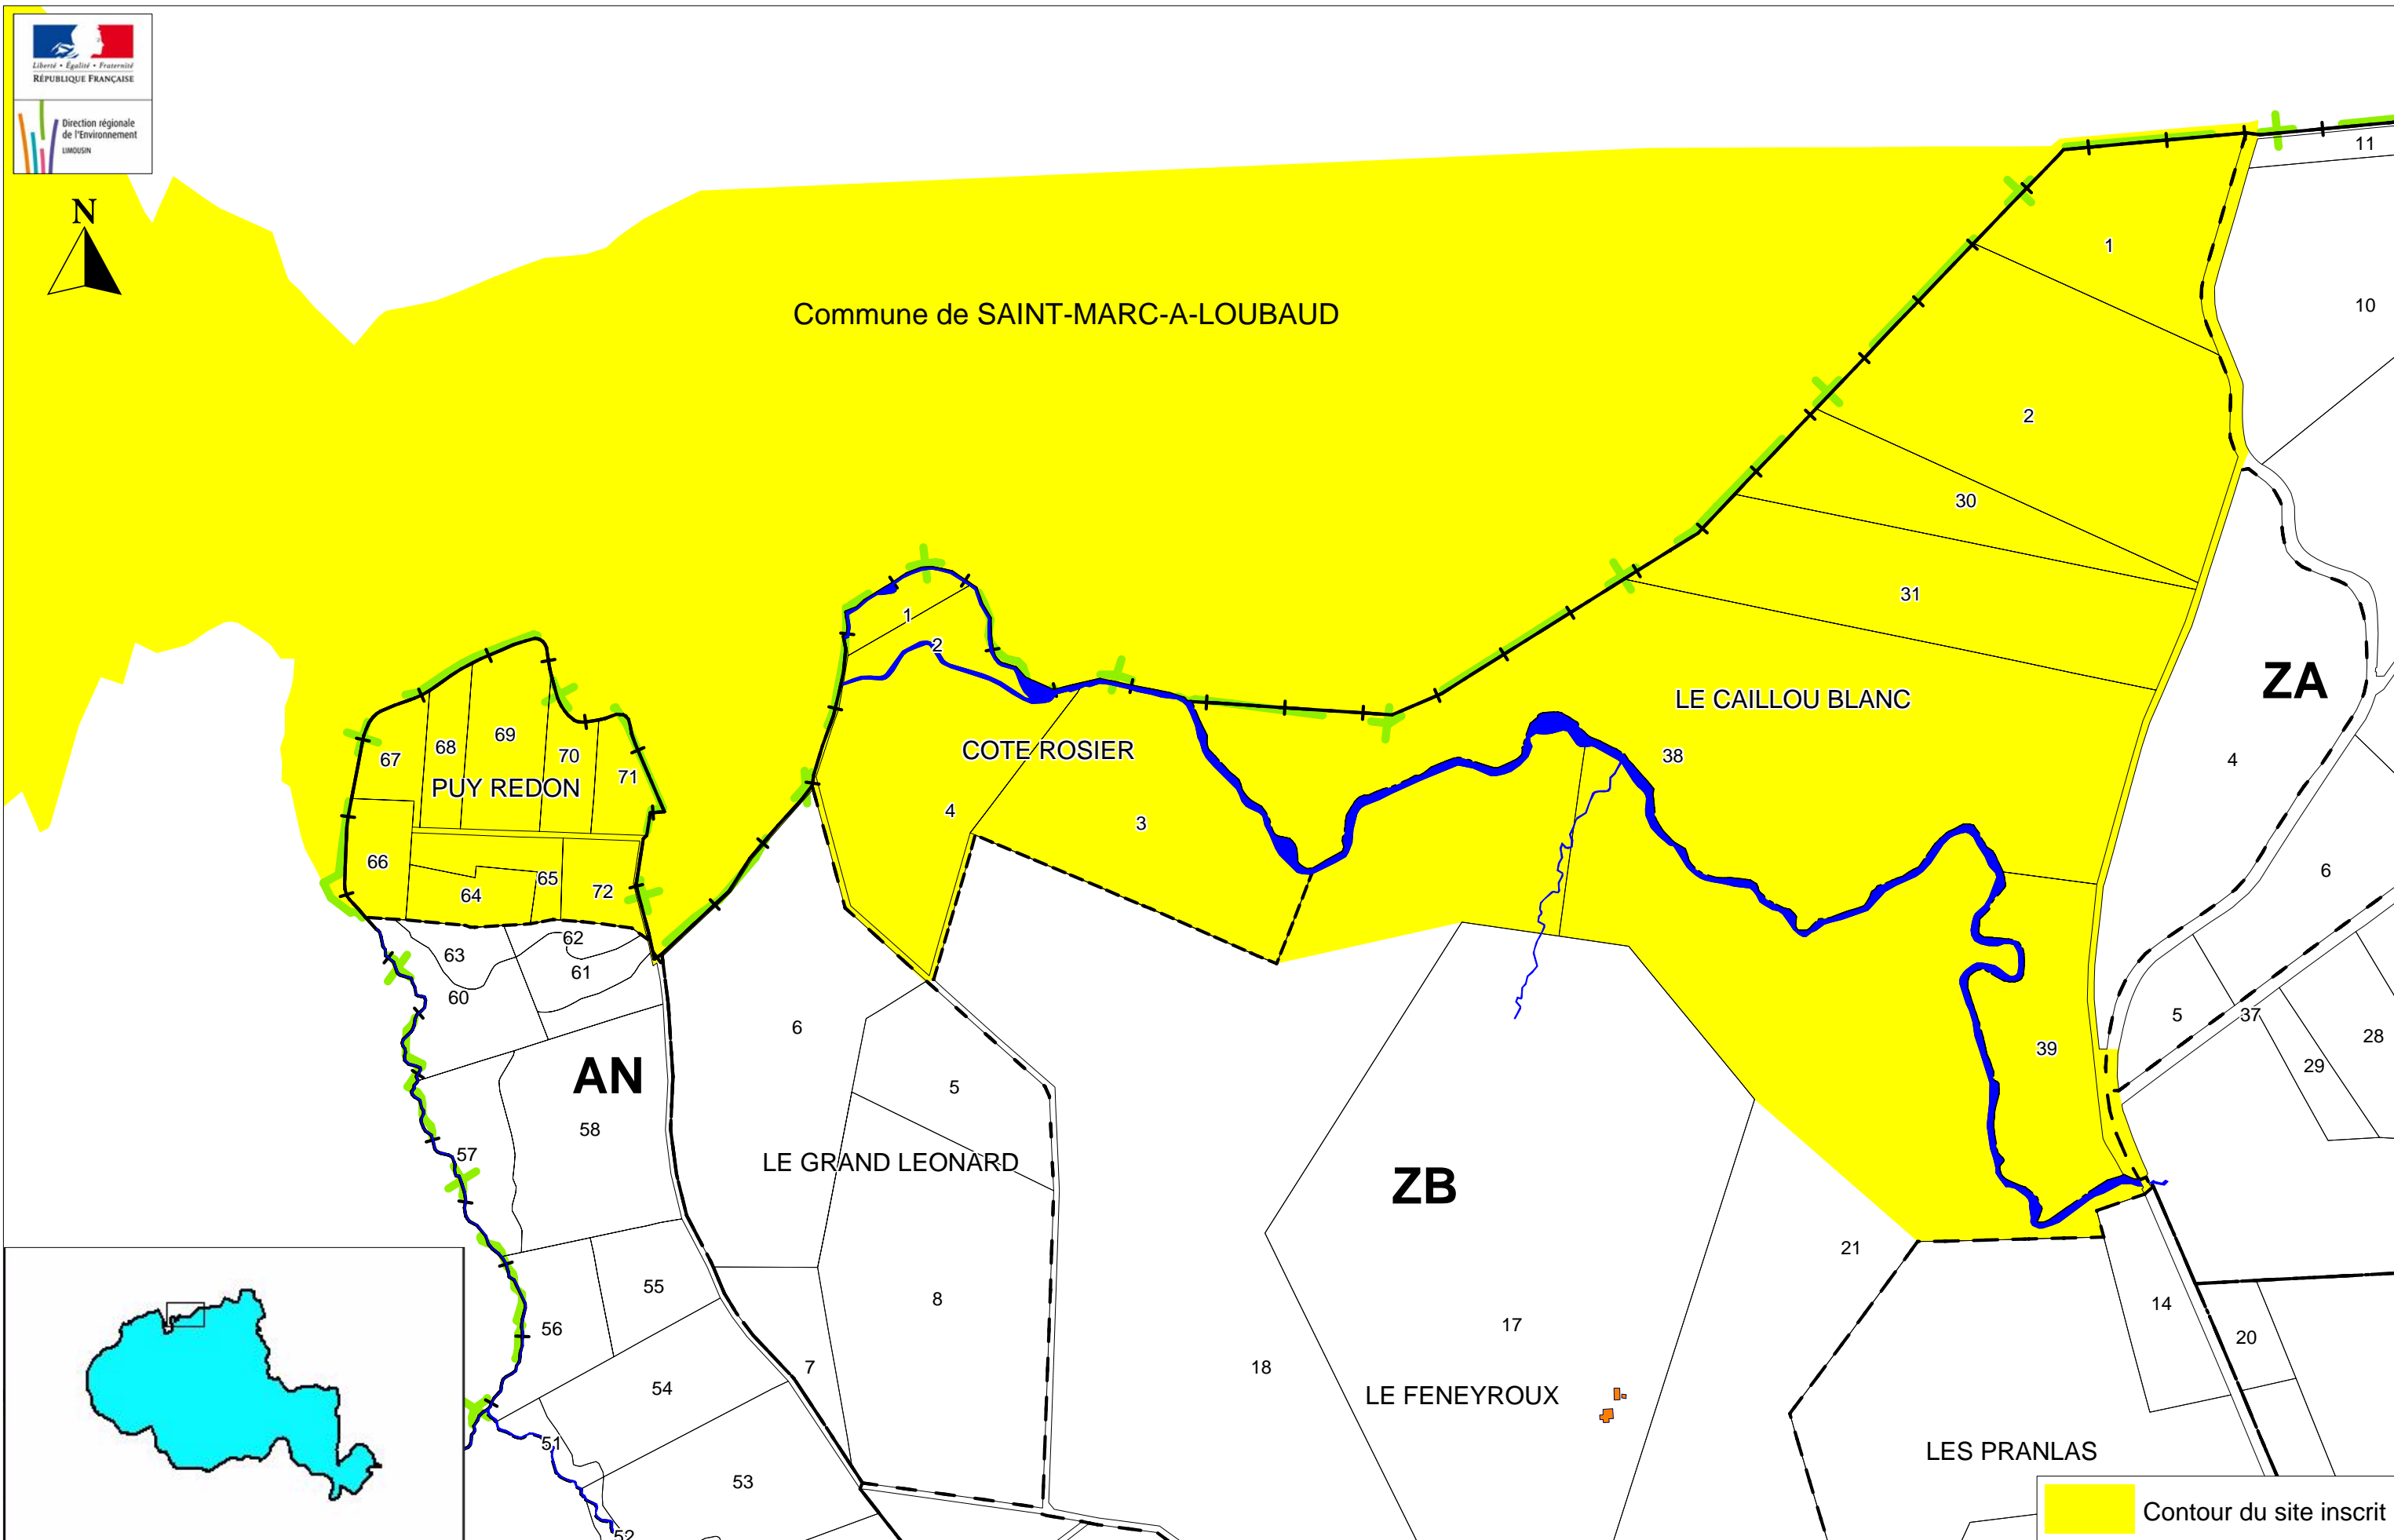 Liberté • Égalité • Fraternité
RÉPUBLIQUE FRANÇAISE
Direction régionale
de l'Environnement
LIMOUSIN
N
11
1
10
Commune de SAINT-MARC-A-LOUBAUD
2
30
31
1
2
ZA
LE CAILLOU BLANC
69
68
67
70
71
COTE ROSIER
38
4
PUY REDON
4
3
66
65
64
72
6
62
63
61
60
6
5
37
28
39
29
AN
5
58
57
LE GRAND LEONARD
ZB
21
55
8
56
14
17
20
7
18
54
LE FENEYROUX
51
LES PRANLAS
53
52
Contour du site inscrit